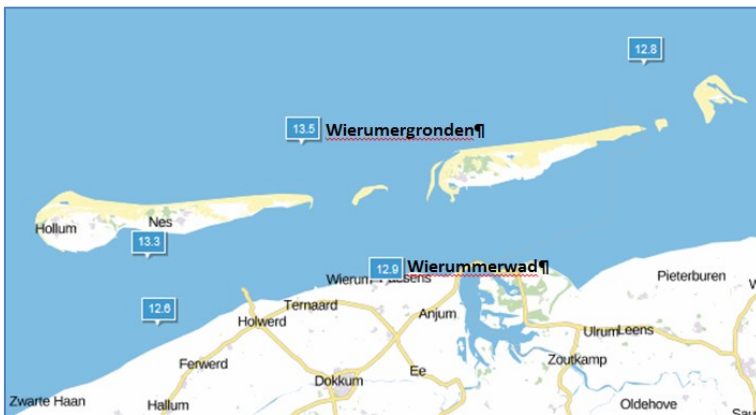 12.8
13.5 Wierumergronden¶
Hollum
Nes
13.3
12.9 Wierummerwad¶
Wierum
Pieterburen
12.6
Ternaard
Anjum
Holwerd
Ulrum
Leens
Ferwerd
Zoutkamp
Ee
Dokkum
Zwarte Haan
Hallum
Oldehove